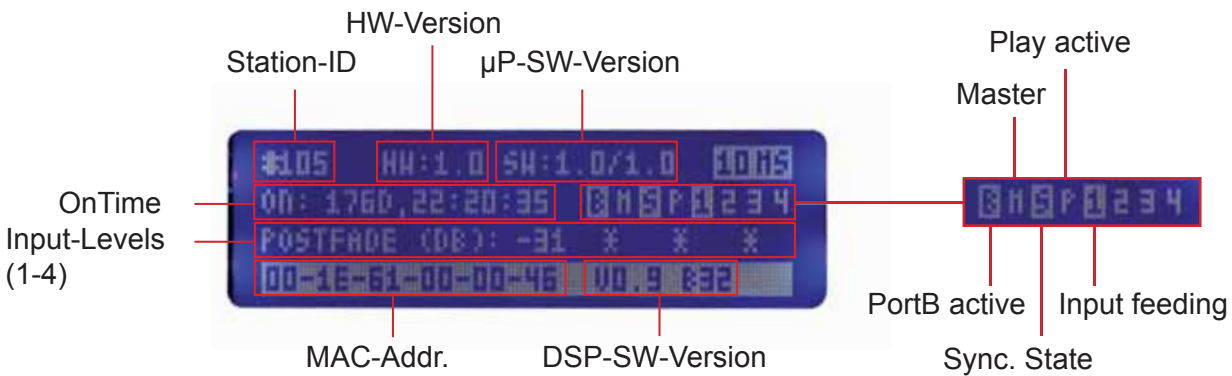 HW-Version
Station-ID
µP-SW-Version
Play active
Master
#105 HW:1.0 SW:1.0/1.0 10MS
OnTime
ON: 176D,22:20:35 B M S P 1 2 3 4
B M S P 1 2 3 4
Input-Levels
(1-4)
POSTFADE (DB): -31 * * *
00-1E-61-00-00-46 V0.9 B32
PortB active
Input feeding
MAC-Addr.
DSP-SW-Version
Sync. State